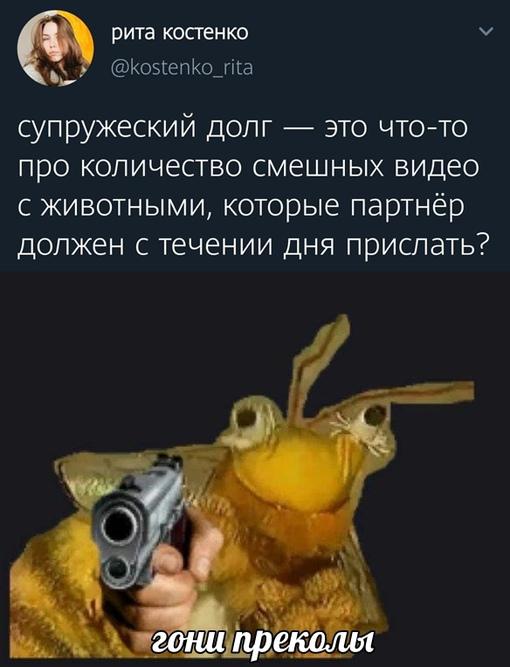 рита костенко
@kostenko_rita
супружеский долг — это что-то
про количество смешных видео
с животными, которые партнёр
должен с течении дня прислать?
гони преколы